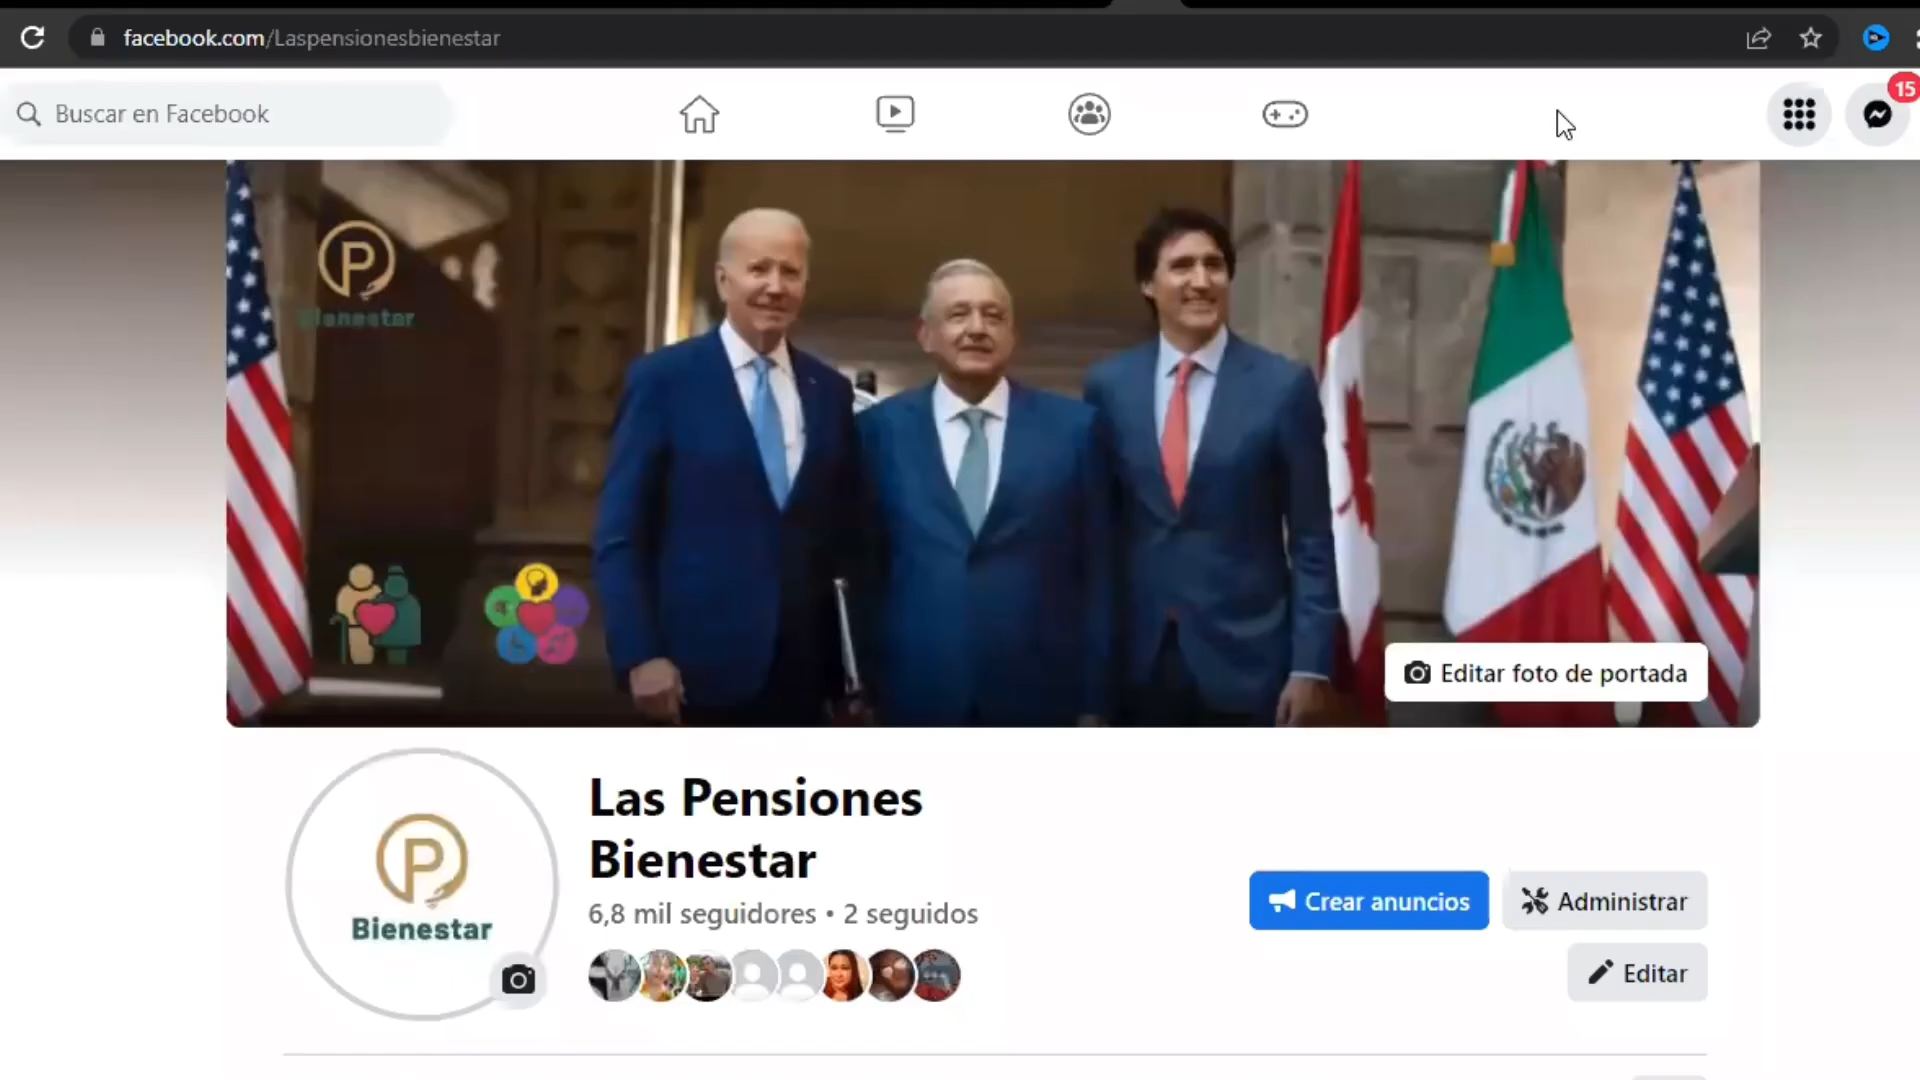 facebook.com/Laspensionesbienestar
Buscar en Facebook
15
P
Bienestar
Editar foto de portada
P
Bienestar
Las Pensiones
Bienestar
6,8 mil seguidores • 2 seguidos
Crear anuncios
Administrar
Editar